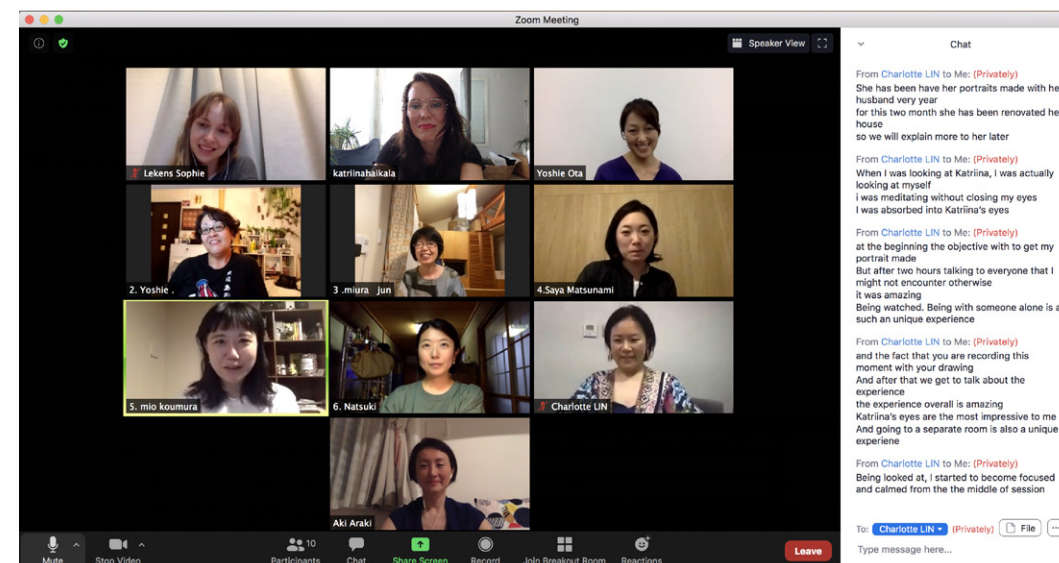 Zoom Meeting
Speaker View
Lekens Sophie
katriinahaikala
Yoshie Ota
2. Yoshie .
3 .miura jun
4.Saya Matsunami
5. mio koumura
6. Natsuki
Charlotte LIN
Aki Araki
Mute
Stop Video
10
Participants
Chat
Share Screen
Record
Join Breakout Room
Reactions
Leave
Chat
From Charlotte LIN to Me: (Privately)
She has been have her portraits made with he
husband very year
for this two month she has been renovated he
house
so we will explain more to her later
From Charlotte LIN to Me: (Privately)
When I was looking at Katriina, I was actually
looking at myself
i was meditating without closing my eyes
I was absorbed into Katriina's eyes
From Charlotte LIN to Me: (Privately)
at the beginning the objective with to get my
portrait made
But after two hours talking to everyone that I
might not encounter otherwise
it was amazing
Being watched. Being with someone alone is a
such an unique experience
From Charlotte LIN to Me: (Privately)
and the fact that you are recording this
moment with your drawing
And after that we get to talk about the
experience
the experience overall is amazing
Katriina's eyes are the most impressive to me
And going to a separate room is also a unique
experiene
From Charlotte LIN to Me: (Privately)
Being looked at, I started to become focused
and calmed from the the middle of session
To: Charlotte LIN (Privately) File ...
Type message here...